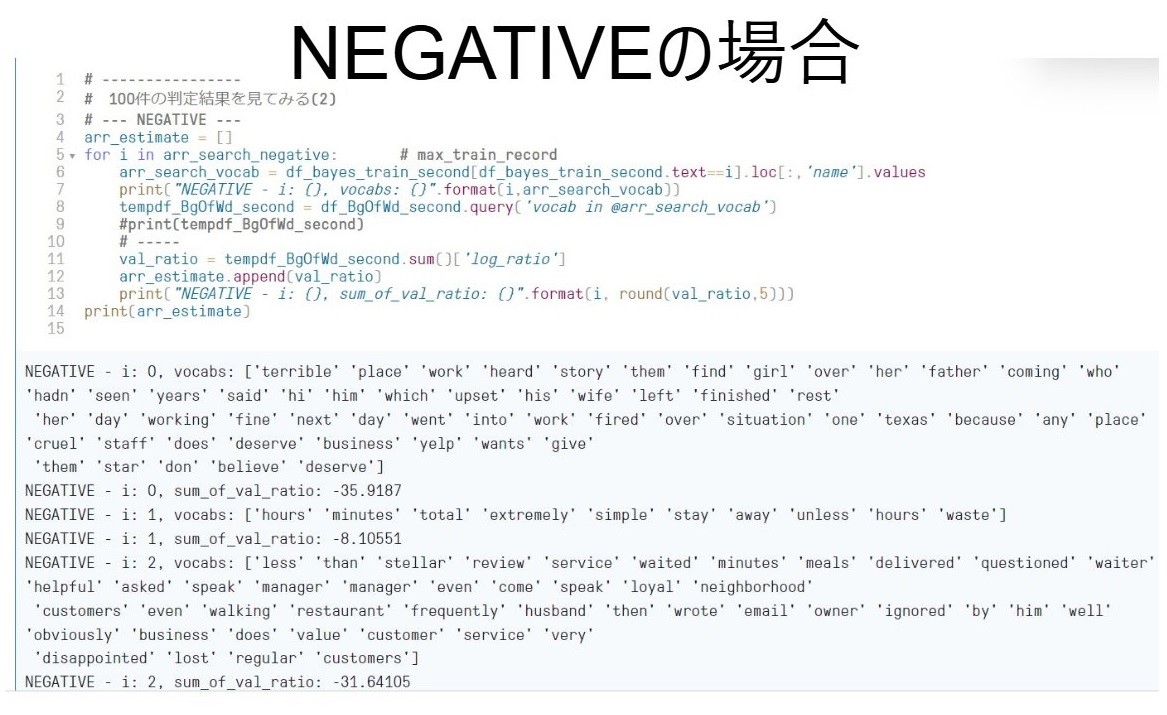 NEGATIVEの場合
1 # ----------------
2 # 100件の判定結果を見てみる(2)
3 # --- NEGATIVE ---
4 arr_estimate = []
5 for i in arr_search_negative: # max_train_record
6 arr_search_vocab = df_bayes_train_second[df_bayes_train_second.text==i].loc[:,'name'].values
7 print("NEGATIVE - i: {}, vocabs: {}".format(i,arr_search_vocab))
8 tempdf_BgOfWd_second = df_BgOfWd_second.query('vocab in @arr_search_vocab')
9 #print(tempdf_BgOfWd_second)
10 # -----
11 val_ratio = tempdf_BgOfWd_second.sum()['log_ratio']
12 arr_estimate.append(val_ratio)
13 print("NEGATIVE - i: {}, sum_of_val_ratio: {}".format(i, round(val_ratio,5)))
14 print(arr_estimate)
15
NEGATIVE - i: 0, vocabs: ['terrible' 'place' 'work' 'heard' 'story' 'them' 'find' 'girl' 'over' 'her' 'father' 'coming' 'who'
'hadn' 'seen' 'years' 'said' 'hi' 'him' 'which' 'upset' 'his' 'wife' 'left' 'finished' 'rest'
'her' 'day' 'working' 'fine' 'next' 'day' 'went' 'into' 'work' 'fired' 'over' 'situation' 'one' 'texas' 'because' 'any' 'place'
'cruel' 'staff' 'does' 'deserve' 'business' 'yelp' 'wants' 'give'
'them' 'star' 'don' 'believe' 'deserve']
NEGATIVE - i: 0, sum_of_val_ratio: -35.9187
NEGATIVE - i: 1, vocabs: ['hours' 'minutes' 'total' 'extremely' 'simple' 'stay' 'away' 'unless' 'hours' 'waste']
NEGATIVE - i: 1, sum_of_val_ratio: -8.10551
NEGATIVE - i: 2, vocabs: ['less' 'than' 'stellar' 'review' 'service' 'waited' 'minutes' 'meals' 'delivered' 'questioned' 'waiter'
'helpful' 'asked' 'speak' 'manager' 'manager' 'even' 'come' 'speak' 'loyal' 'neighborhood'
'customers' 'even' 'walking' 'restaurant' 'frequently' 'husband' 'then' 'wrote' 'email' 'owner' 'ignored' 'by' 'him' 'well'
'obviously' 'business' 'does' 'value' 'customer' 'service' 'very'
'disappointed' 'lost' 'regular' 'customers']
NEGATIVE - i: 2, sum_of_val_ratio: -31.64105